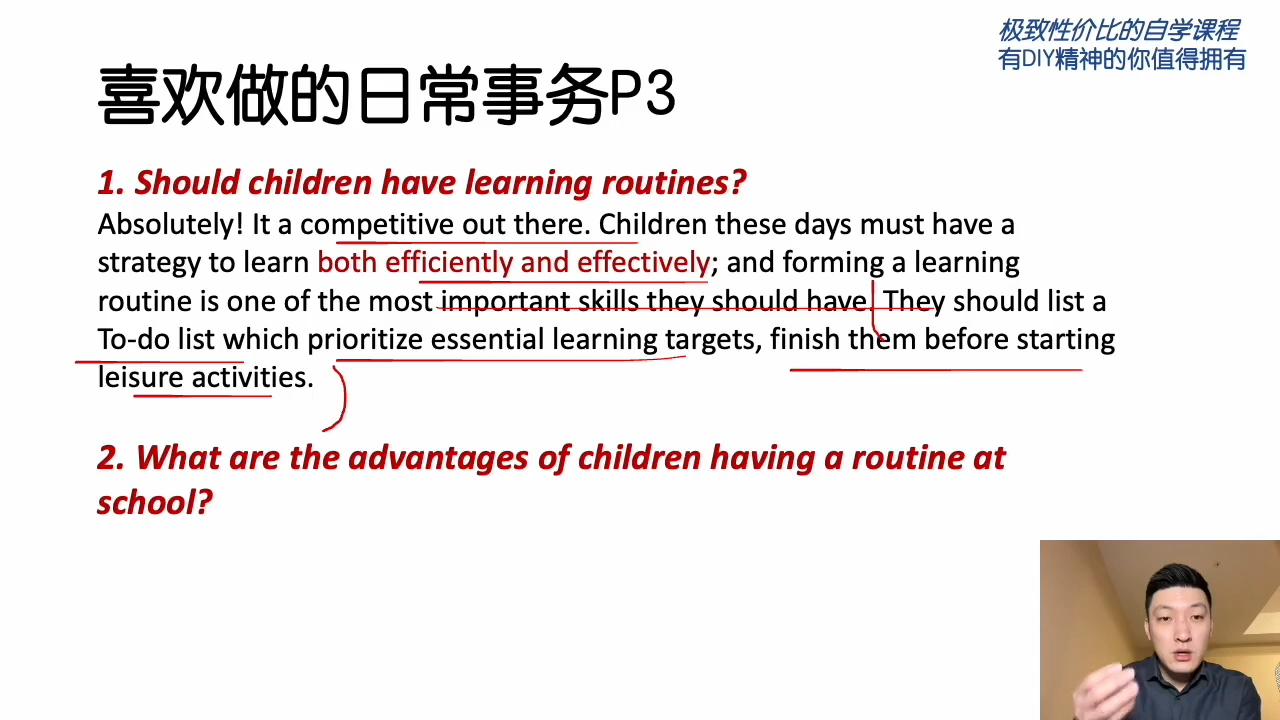 极致性价比的自学课程
有DIY精神的你值得拥有
喜欢做的日常事务P3
1. Should children have learning routines?
Absolutely! It a competitive out there. Children these days must have a
strategy to learn both efficiently and effectively; and forming a learning
routine is one of the most important skills they should have. They should list a
To-do list which prioritize essential learning targets, finish them before starting
leisure activities.
2. What are the advantages of children having a routine at
school?